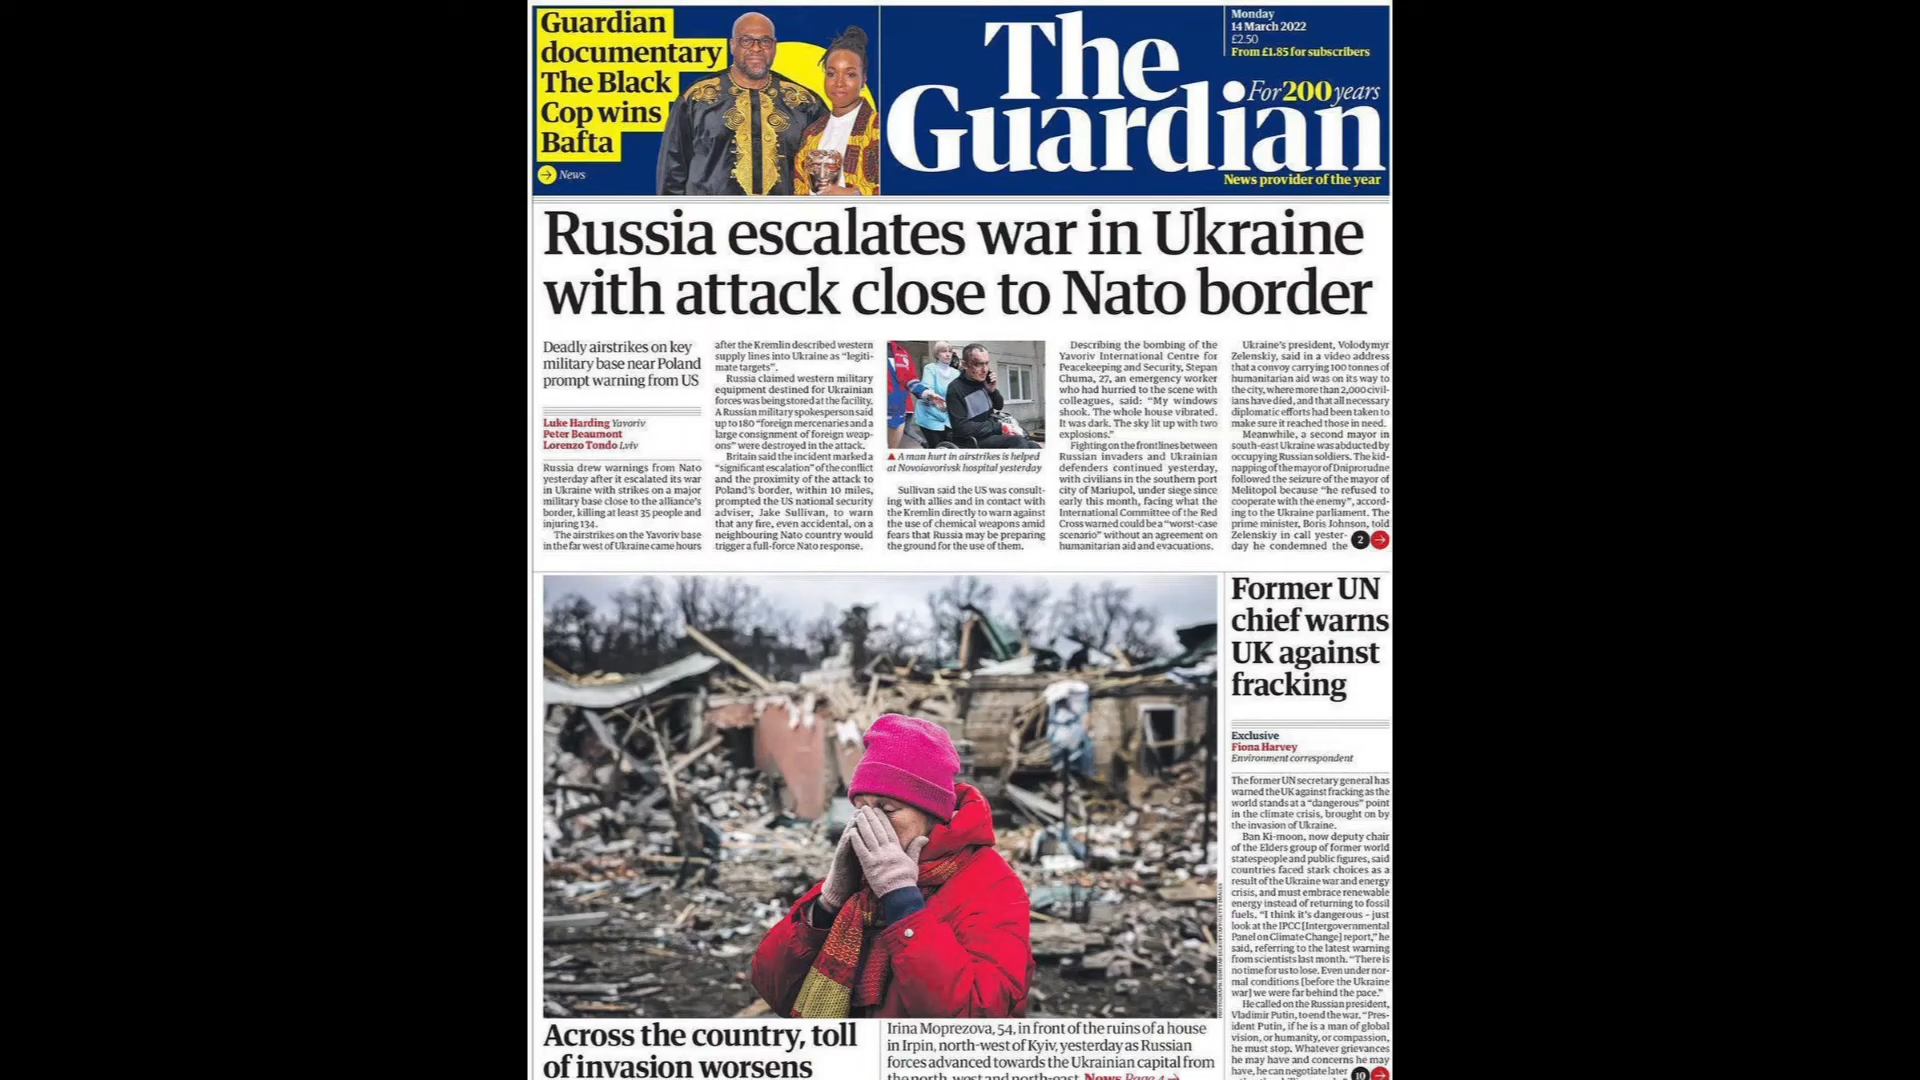 Guardian
documentary
The Black
Cop wins
Bafta
News
The
Guardian
For 200 years
News provider of the year
Monday
14 March 2022
£2.50
From £1.85 for subscribers
Russia escalates war in Ukraine
with attack close to Nato border
Deadly airstrikes on key
military base near Poland
prompt warning from US
Luke Harding Yavoriv
Peter Beaumont
Lorenzo Tondo Lviv
Russia drew warnings from Nato
yesterday after it escalated its war
in Ukraine with strikes on a major
military base close to the alliance's
border, killing at least 35 people and
injuring 134.
The airstrikes on the Yavoriv base
in the far west of Ukraine came hours
after the Kremlin described western
supply lines into Ukraine as "legiti-
mate targets".
Russia claimed western military
equipment destined for Ukrainian
forces was being stored at the facility.
A Russian military spokesperson said
up to 180 "foreign mercenaries and a
large consignment of foreign weap-
ons" were destroyed in the attack.
Britain said the incident marked a
"significant escalation" of the conflict
and the proximity of the attack to
Poland's border, within 10 miles,
prompted the US national security
adviser, Jake Sullivan, to warn
that any fire, even accidental, on a
neighbouring Nato country would
trigger a full-force Nato response.
▲ A man hurt in airstrikes is helped
at Novoiavorivsk hospital yesterday
Sullivan said the US was consult-
ing with allies and in contact with
the Kremlin directly to warn against
the use of chemical weapons amid
fears that Russia may be preparing
the ground for the use of them.
Describing the bombing of the
Yavoriv International Centre for
Peacekeeping and Security, Stepan
Chuma, 27, an emergency worker
who had hurried to the scene with
colleagues, said: "My windows
shook. The whole house vibrated.
It was dark. The sky lit up with two
explosions."
Fighting on the frontlines between
Russian invaders and Ukrainian
defenders continued yesterday,
with civilians in the southern port
city of Mariupol, under siege since
early this month, facing what the
International Committee of the Red
Cross warned could be a "worst-case
scenario" without an agreement on
humanitarian aid and evacuations.
Ukraine's president, Volodymyr
Zelenskiy, said in a video address
that a convoy carrying 100 tonnes of
humanitarian aid was on its way to
the city, where more than 2,000 civil-
ians have died, and that all necessary
diplomatic efforts had been taken to
make sure it reached those in need.
Meanwhile, a second mayor in
south-east Ukraine was abducted by
occupying Russian soldiers. The kid-
napping of the mayor of Dniprorudne
followed the seizure of the mayor of
Melitopol because "he refused to
cooperate with the enemy", accord-
ing to the Ukraine parliament. The
prime minister, Boris Johnson, told
Zelenskiy in call yester-
day he condemned the 2
Former UN
chief warns
UK against
fracking
Exclusive
Fiona Harvey
Environment correspondent
The former UN secretary general has
warned the UK against fracking as the
world stands at a "dangerous" point
in the climate crisis, brought on by
the invasion of Ukraine.
Ban Ki-moon, now deputy chair
of the Elders group of former world
statespeople and public figures, said
countries faced stark choices as a
result of the Ukraine war and energy
crisis, and must embrace renewable
energy instead of returning to fossil
fuels. "I think it's dangerous – just
look at the IPCC [Intergovernmental
Panel on Climate Change] report," he
said, referring to the latest warning
from scientists last month. "There is
no time for us to lose. Even under nor-
mal conditions [before the Ukraine
war] we were far behind the pace."
He called on the Russian president,
Vladimir Putin, to end the war. "Pres-
ident Putin, if he is a man of global
vision, or humanity, or compassion,
he must stop. Whatever grievances
he may have and concerns he may
have, he can negotiate later 10
Across the country, toll
of invasion worsens
Irina Moprezova, 54, in front of the ruins of a house
in Irpin, north-west of Kyiv, yesterday as Russian
forces advanced towards the Ukrainian capital from
the north, west and north-east. News Page 4 →